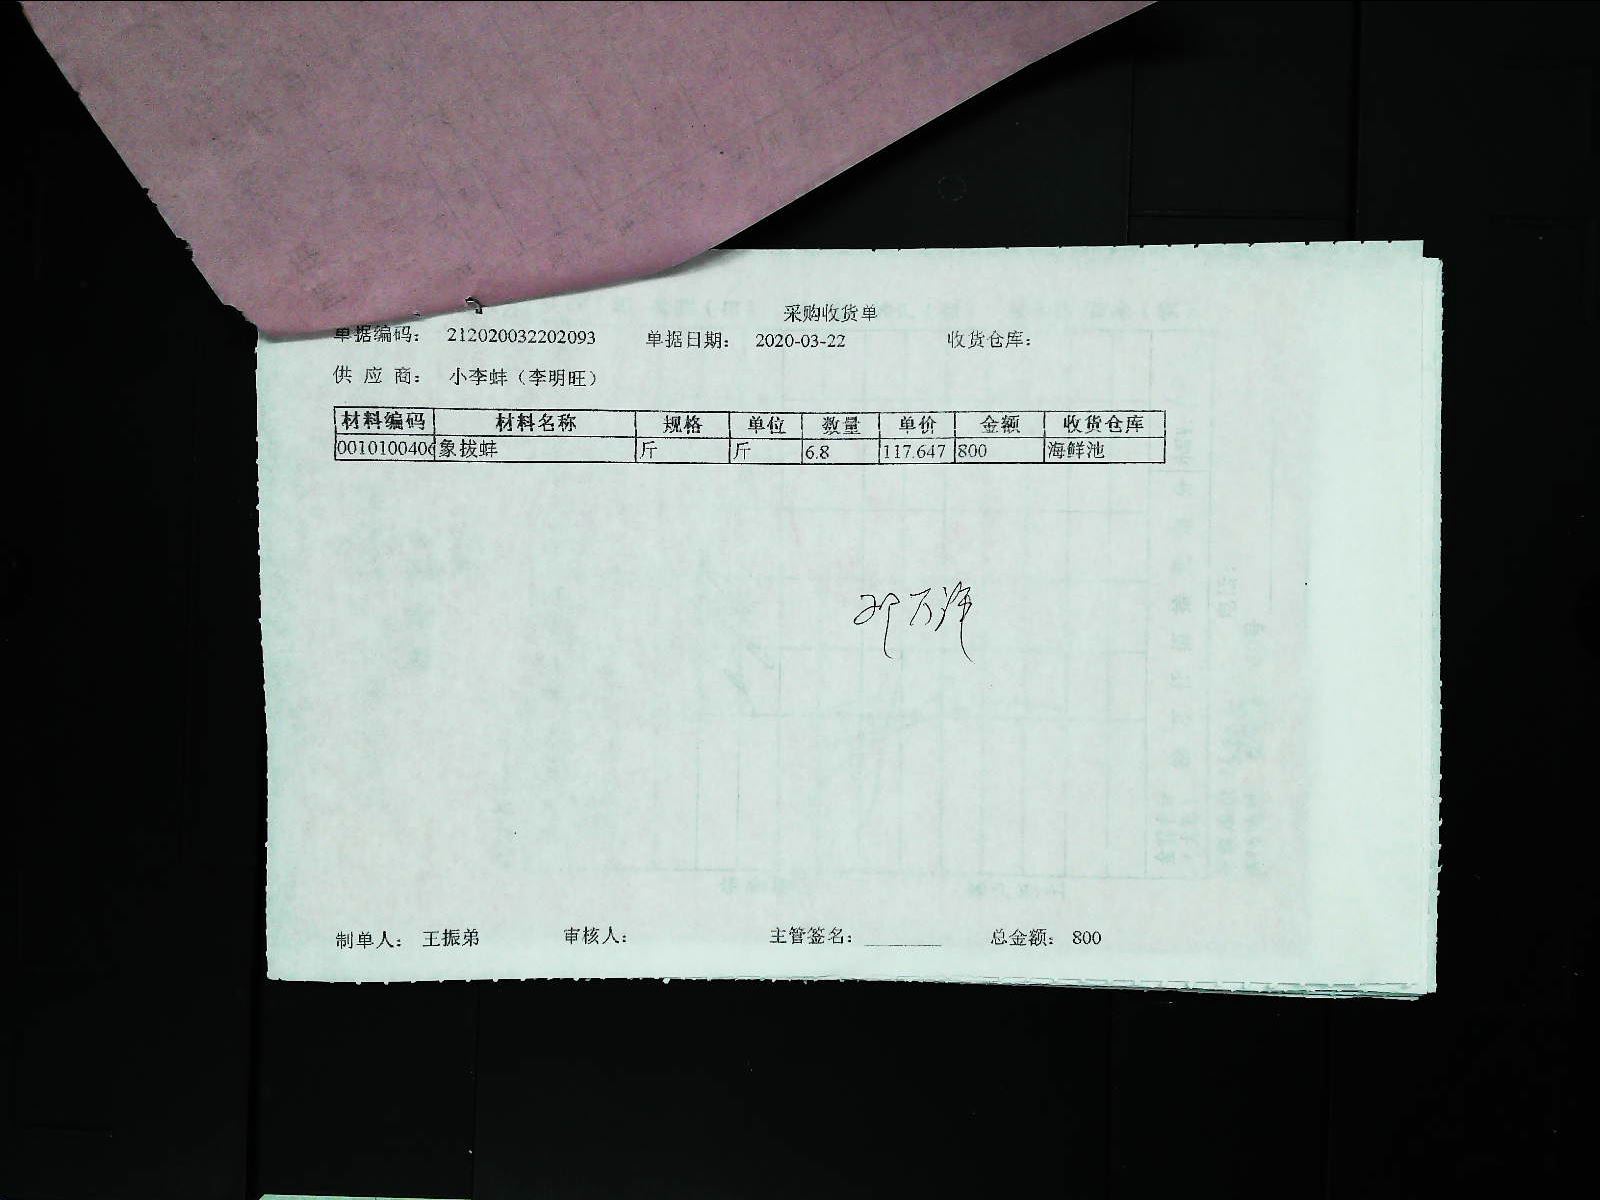 采购收货单
单据编码： 212020032202093 单据日期： 2020-03-22 收货仓库：
供 应 商： 小李蚌（李明旺）
材料编码 材料名称 规格 单位 数量 单价 金额 收货仓库
0010100406 象拔蚌 斤 斤 6.8 117.647 800 海鲜池
制单人： 王振弟 审核人： 主管签名： 总金额： 800